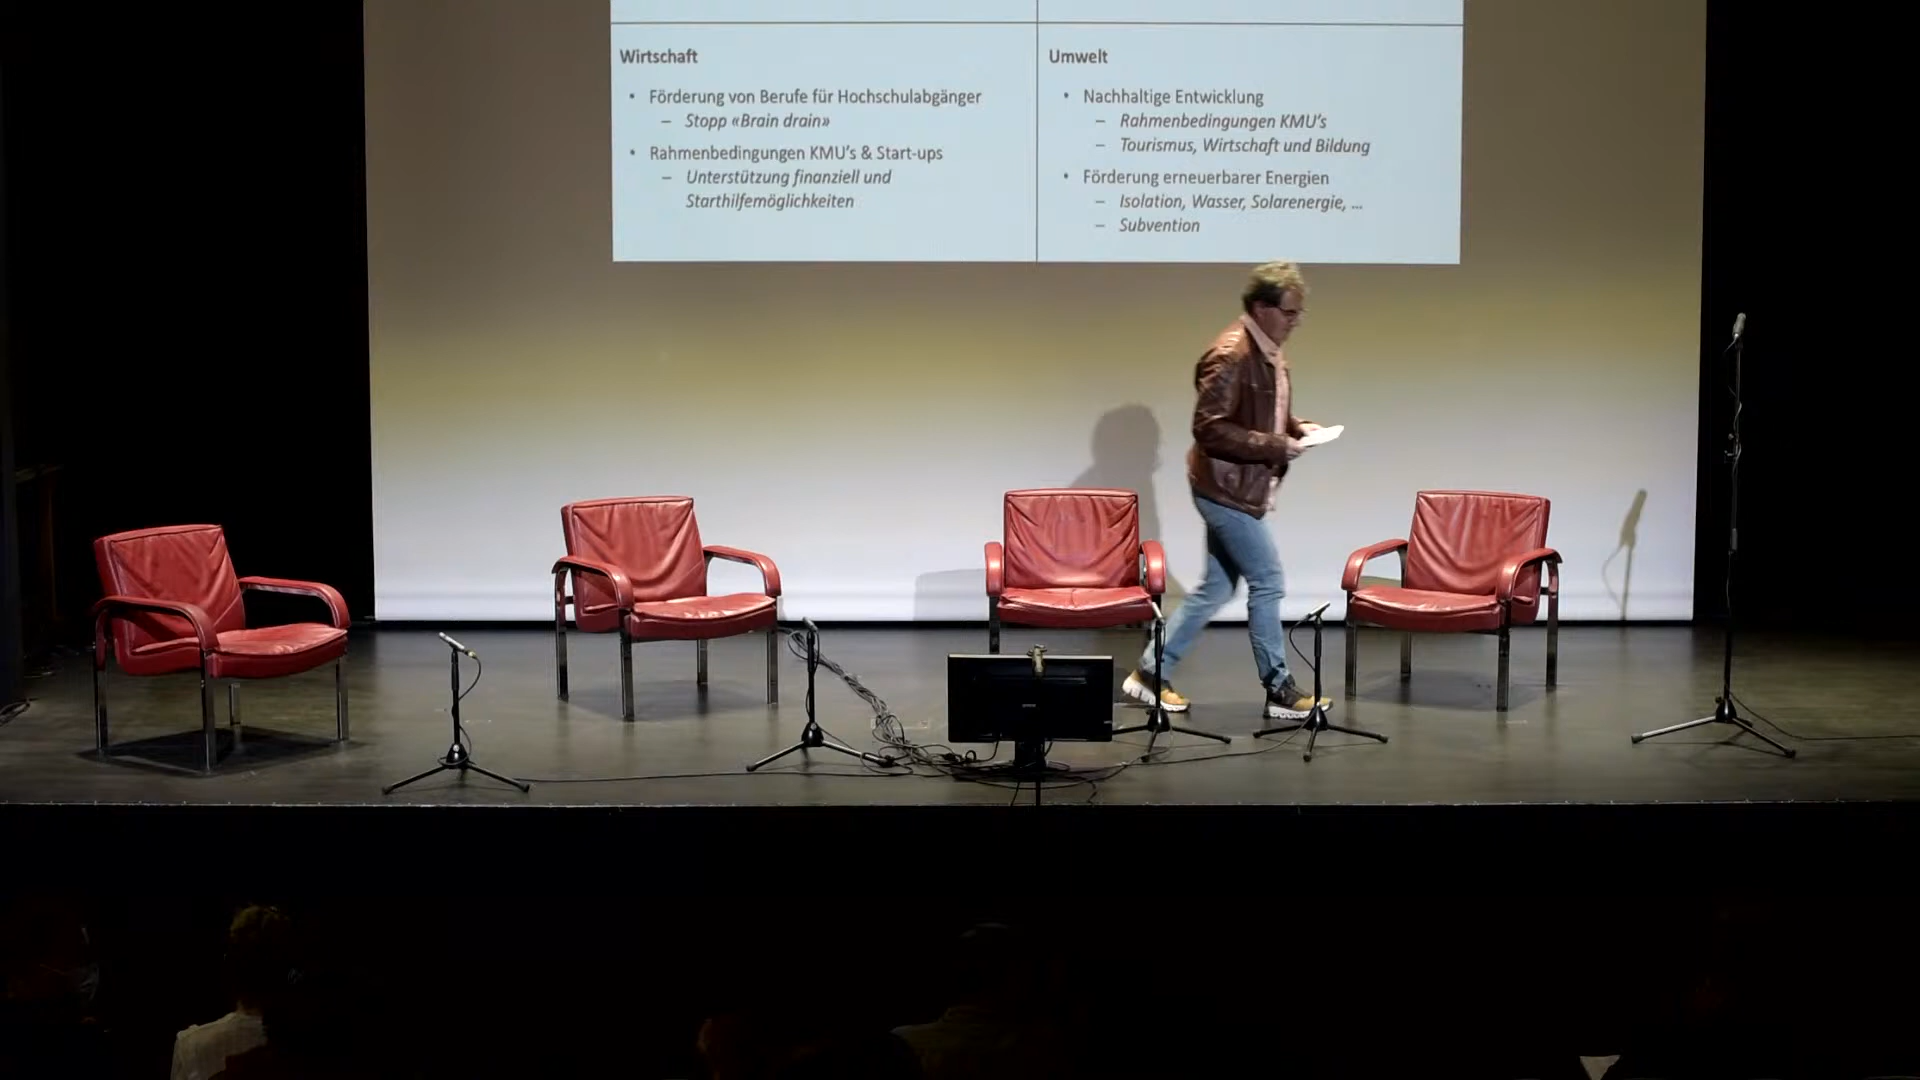 Wirtschaft
• Förderung von Berufe für Hochschulabgänger
– Stopp «Brain drain»
• Rahmenbedingungen KMU's & Start-ups
– Unterstützung finanziell und
Starthilfemöglichkeiten
Umwelt
• Nachhaltige Entwicklung
– Rahmenbedingungen KMU's
– Tourismus, Wirtschaft und Bildung
• Förderung erneuerbarer Energien
– Isolation, Wasser, Solarenergie, ...
– Subvention